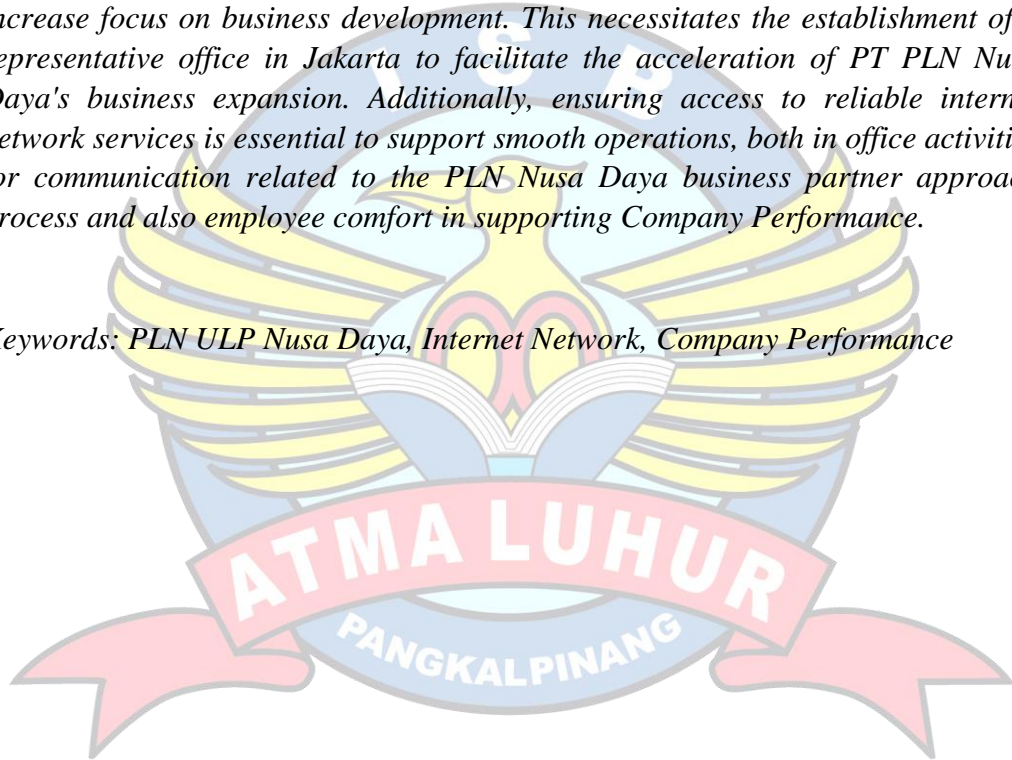 ncrease focus on business development. This necessitates the establishment of
epresentative office in Jakarta to facilitate the acceleration of PT PLN Nu
Daya's business expansion. Additionally, ensuring access to reliable intern
etwork services is essential to support smooth operations, both in office activiti
or communication related to the PLN Nusa Daya business partner approac
rocess and also employee comfort in supporting Company Performance.
Keywords: PLN ULP Nusa Daya, Internet Network, Company Performance
I S B
ATMA LUHUR
PANGKALPINANG